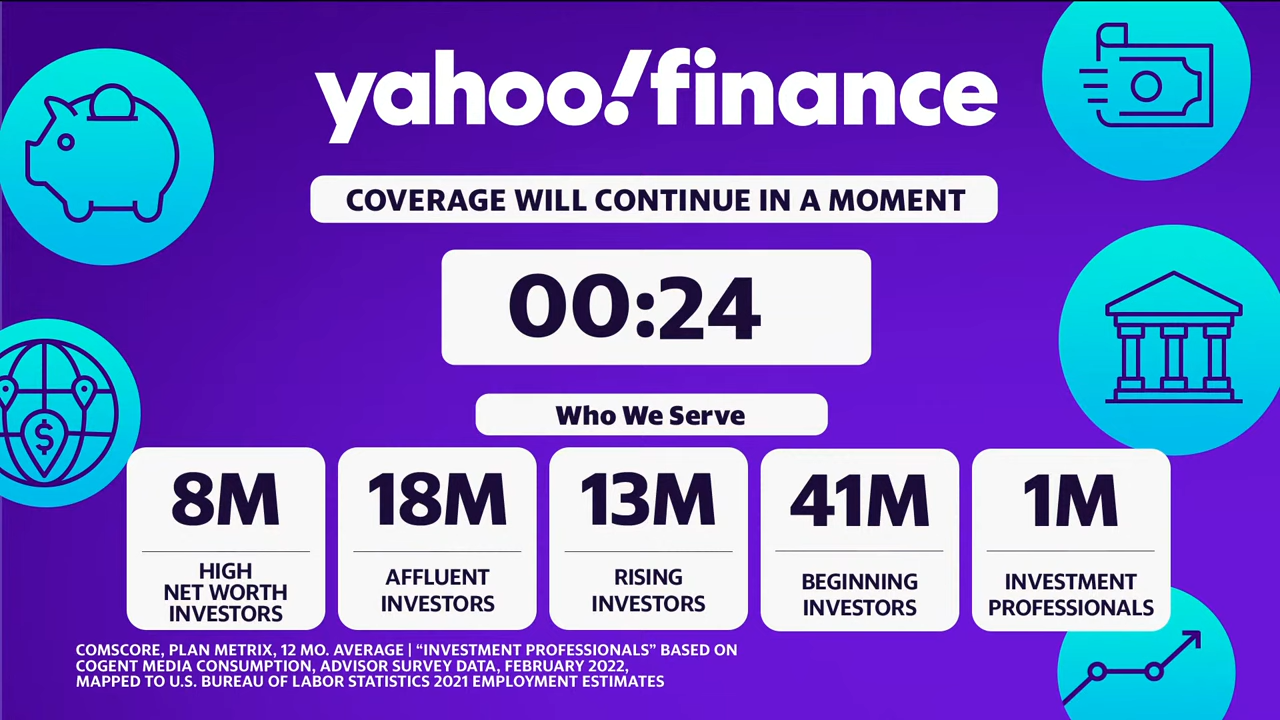 yahoo!finance
COVERAGE WILL CONTINUE IN A MOMENT
00:24
Who We Serve
8M
HIGH
NET WORTH
INVESTORS
18M
AFFLUENT
INVESTORS
13M
RISING
INVESTORS
41M
BEGINNING
INVESTORS
1M
INVESTMENT
PROFESSIONALS
COMSCORE, PLAN METRIX, 12 MO. AVERAGE | “INVESTMENT PROFESSIONALS” BASED ON
COGENT MEDIA CONSUMPTION, ADVISOR SURVEY DATA, FEBRUARY 2022,
MAPPED TO U.S. BUREAU OF LABOR STATISTICS 2021 EMPLOYMENT ESTIMATES
$